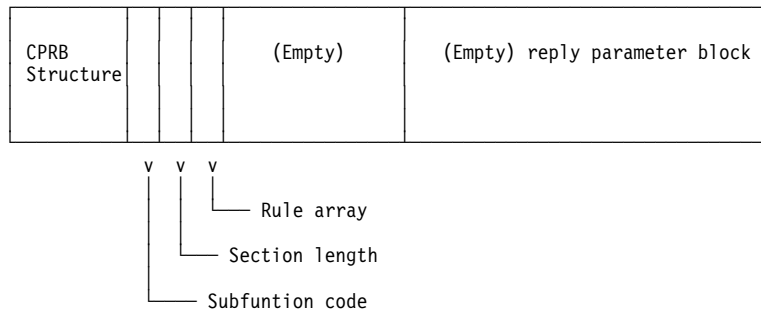 CPRB
Structure
(Empty)
(Empty) reply parameter block
v v v
Rule array
Section length
Subfuntion code